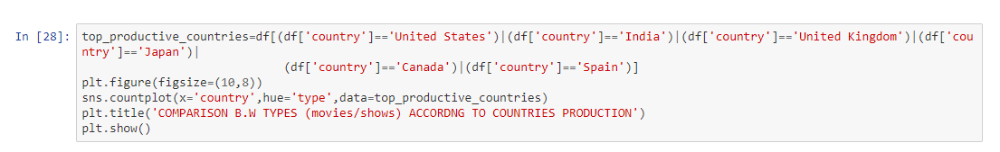 In [28]: top_productive_countries=df[(df['country']=='United States')|(df['country']=='India')|(df['country']=='United Kingdom')|(df['cou
ntry']=='Japan')|
(df['country']=='Canada')|(df['country']=='Spain')]
plt.figure(figsize=(10,8))
sns.countplot(x='country',hue='type',data=top_productive_countries)
plt.title('COMPARISON B.W TYPES (movies/shows) ACCORDNG TO COUNTRIES PRODUCTION')
plt.show()